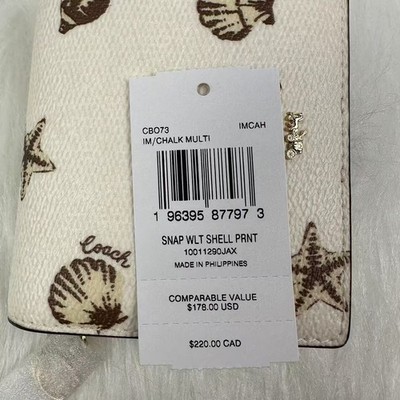 CBO73 IMCAH
IM/CHALK MULTI
1 96395 87797 3
SNAP WLT SHELL PRNT
10011290JAX
MADE IN PHILIPPINES
COMPARABLE VALUE
$178.00 USD
$220.00 CAD
Coach